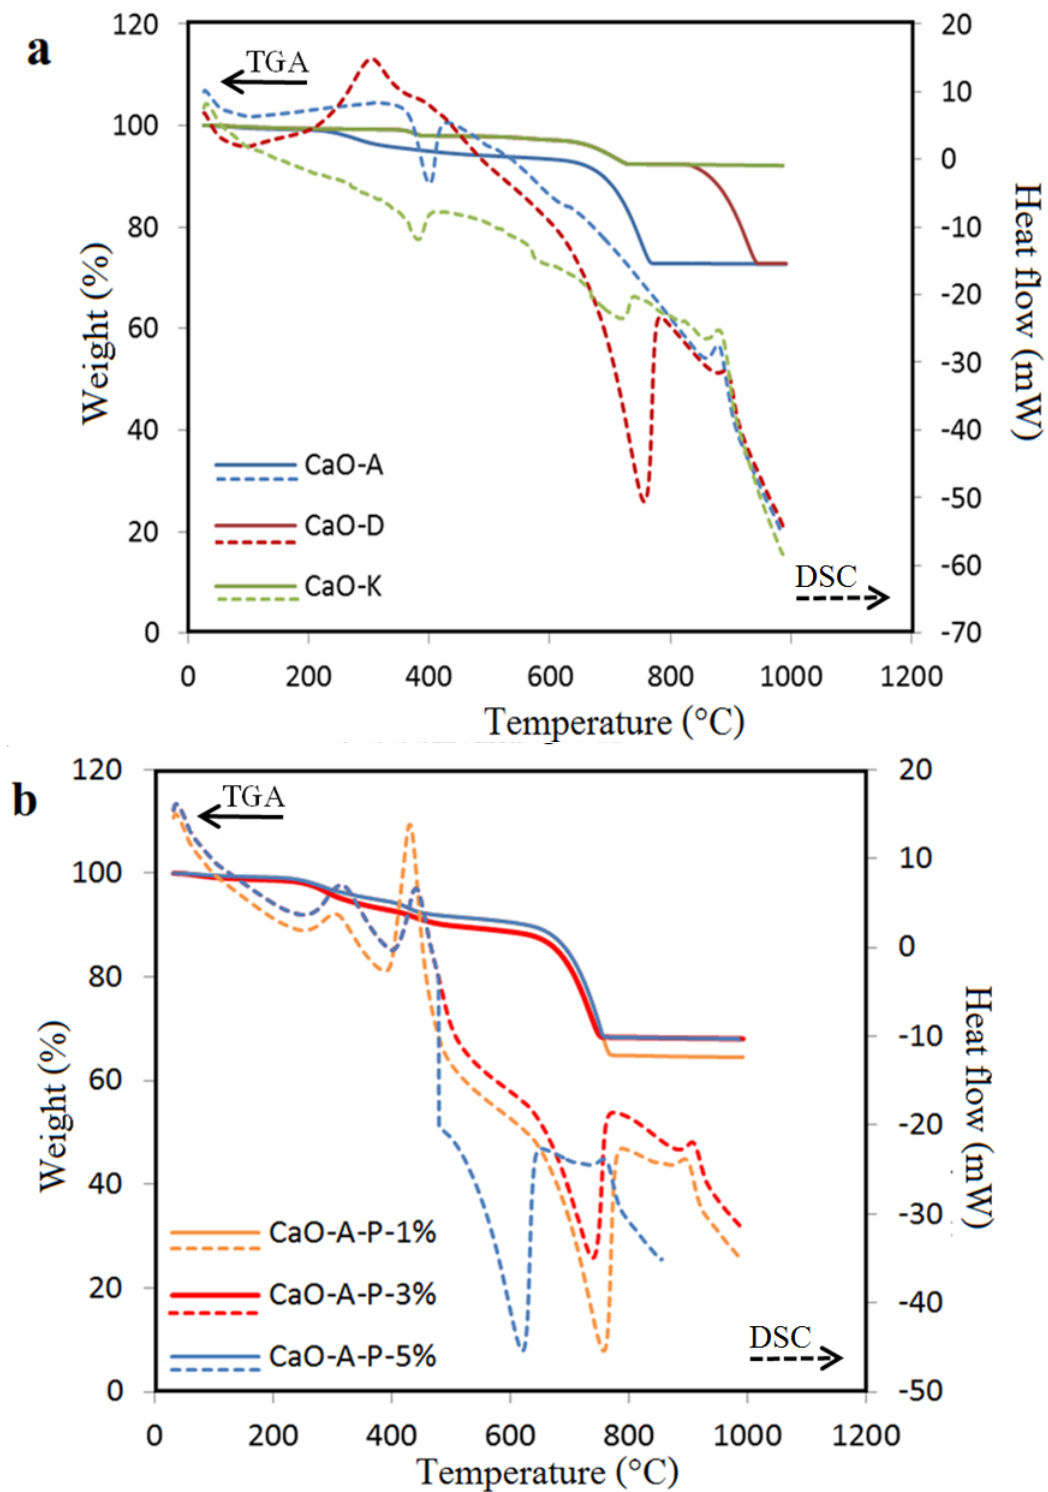 a
TGA
120
100
80
60
40
20
0
Weight (%)
20
10
0
-10
-20
-30
-40
-50
-60
-70
Heat flow (mW)
CaO-A
CaO-D
CaO-K
DSC
0 200 400 600 800 1000 1200
Temperature (°C)
b
TGA
120
100
80
60
40
20
0
Weight (%)
20
10
0
-10
-20
-30
-40
-50
Heat flow (mW)
CaO-A-P-1%
CaO-A-P-3%
CaO-A-P-5%
DSC
0 200 400 600 800 1000 1200
Temperature (°C)